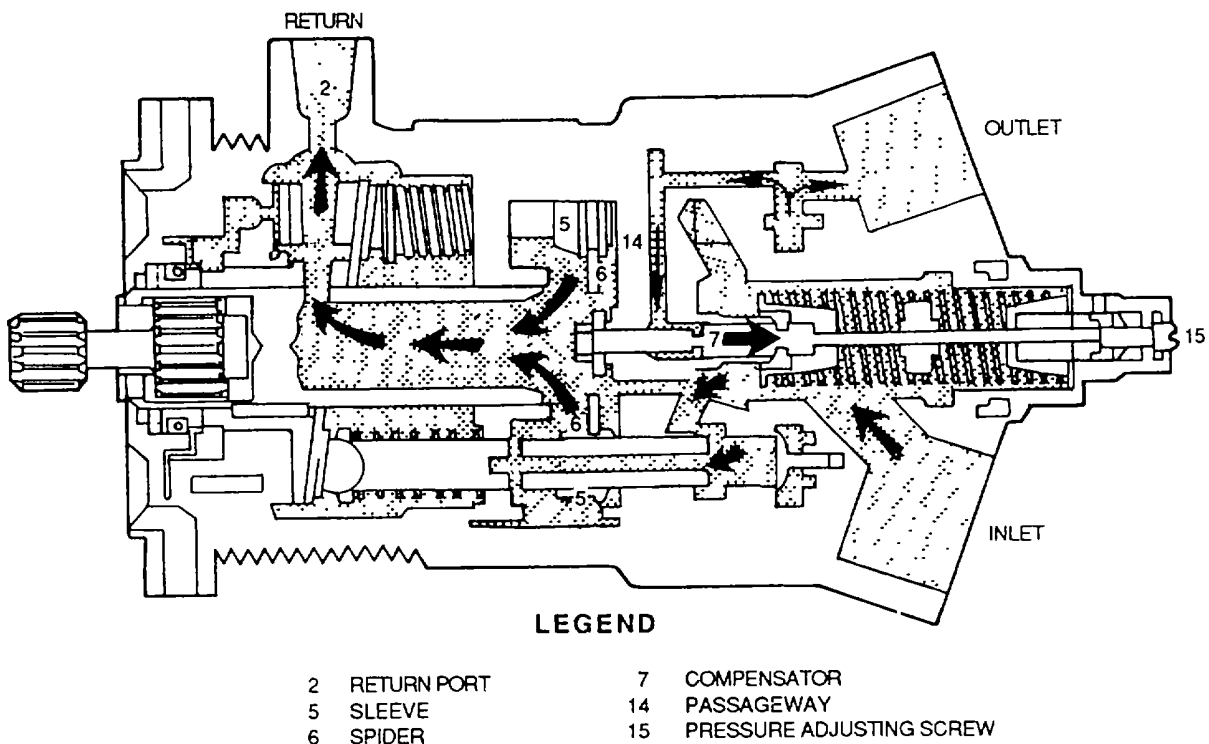 RETURN
2
OUTLET
5
14
6
7
15
6
5
INLET
LEGEND
2 RETURN PORT
5 SLEEVE
6 SPIDER
7 COMPENSATOR
14 PASSAGEWAY
15 PRESSURE ADJUSTING SCREW